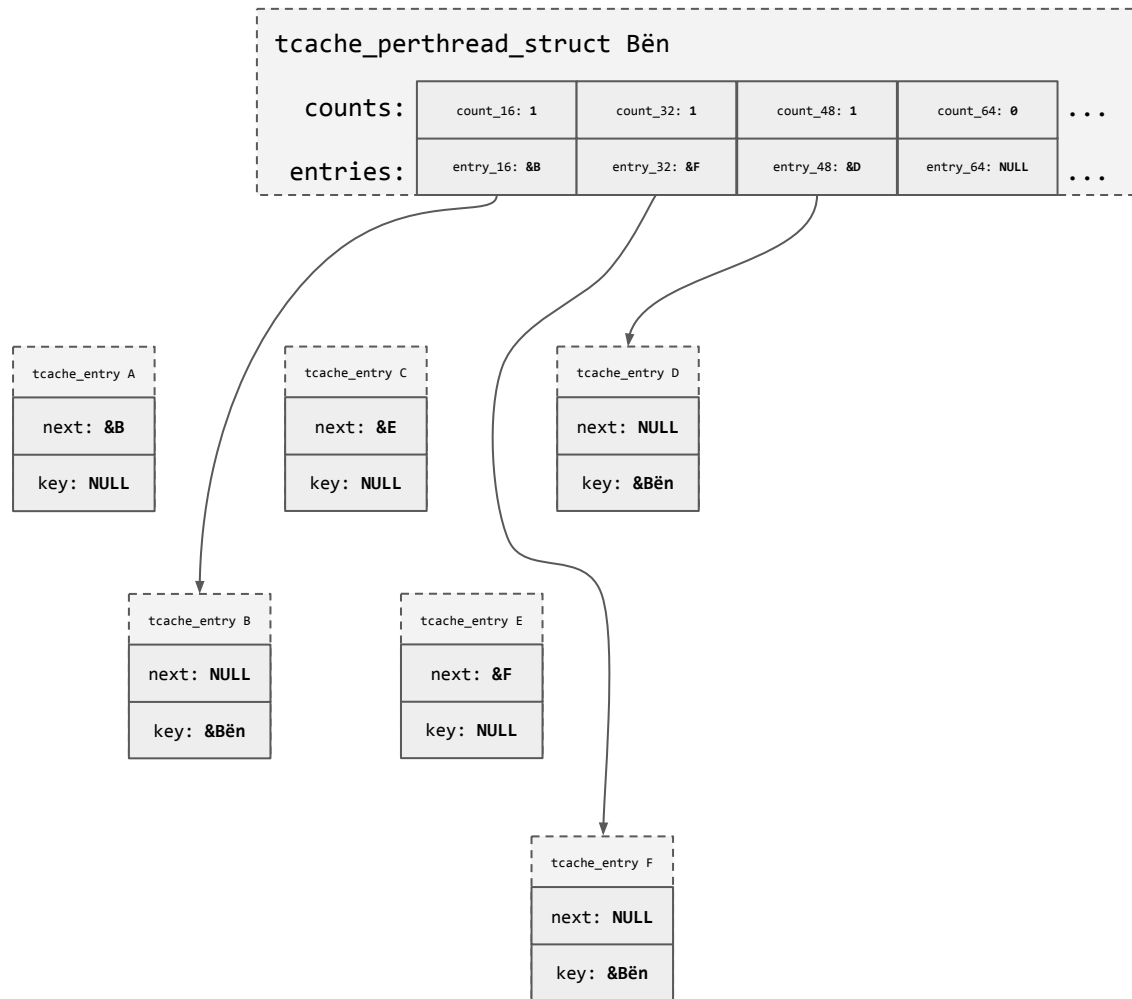 tcache_perthread_struct Bën
counts: count_16: 1 count_32: 1 count_48: 1 count_64: 0 ...
entries: entry_16: &B entry_32: &F entry_48: &D entry_64: NULL ...
tcache_entry A
next: &B
key: NULL
tcache_entry C
next: &E
key: NULL
tcache_entry D
next: NULL
key: &Bën
tcache_entry B
next: NULL
key: &Bën
tcache_entry E
next: &F
key: NULL
tcache_entry F
next: NULL
key: &Bën